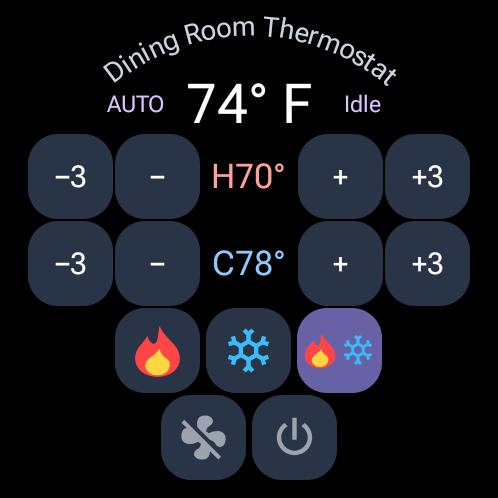 Dining Room Thermostat
AUTO 74° F Idle
−3 − H70° + +3
−3 − C78° + +3